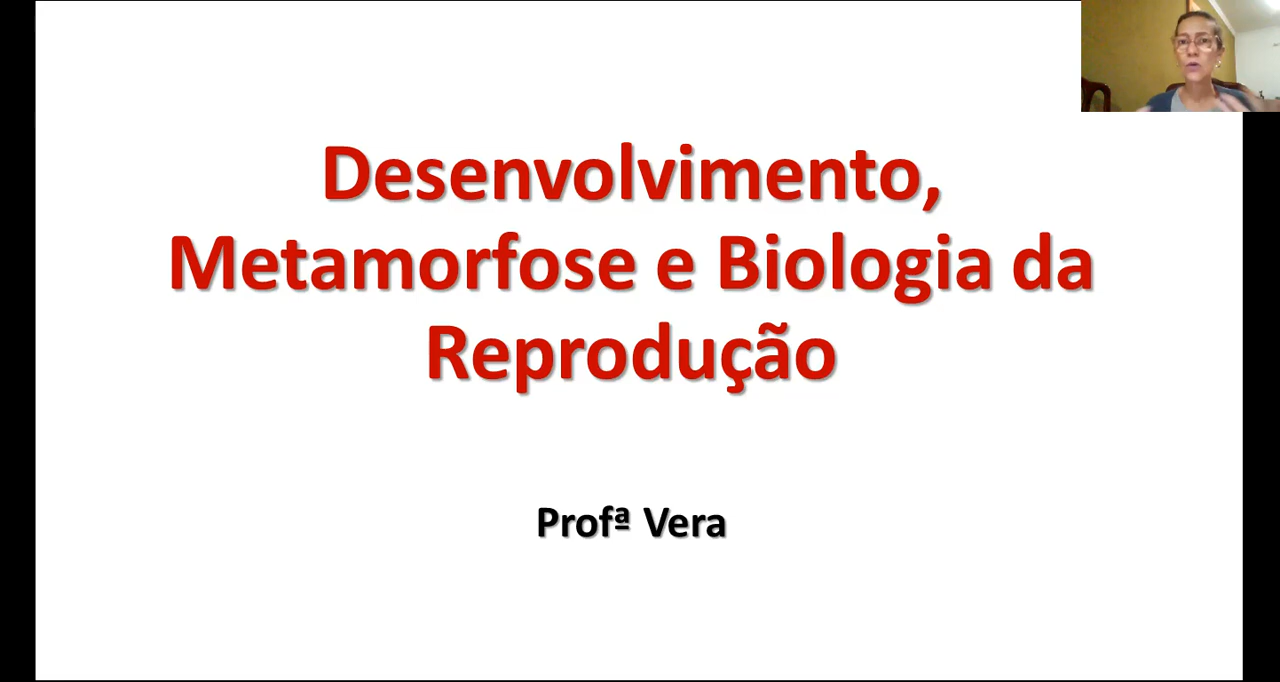 Desenvolvimento,
Metamorfose e Biologia da
Reprodução
Profª Vera